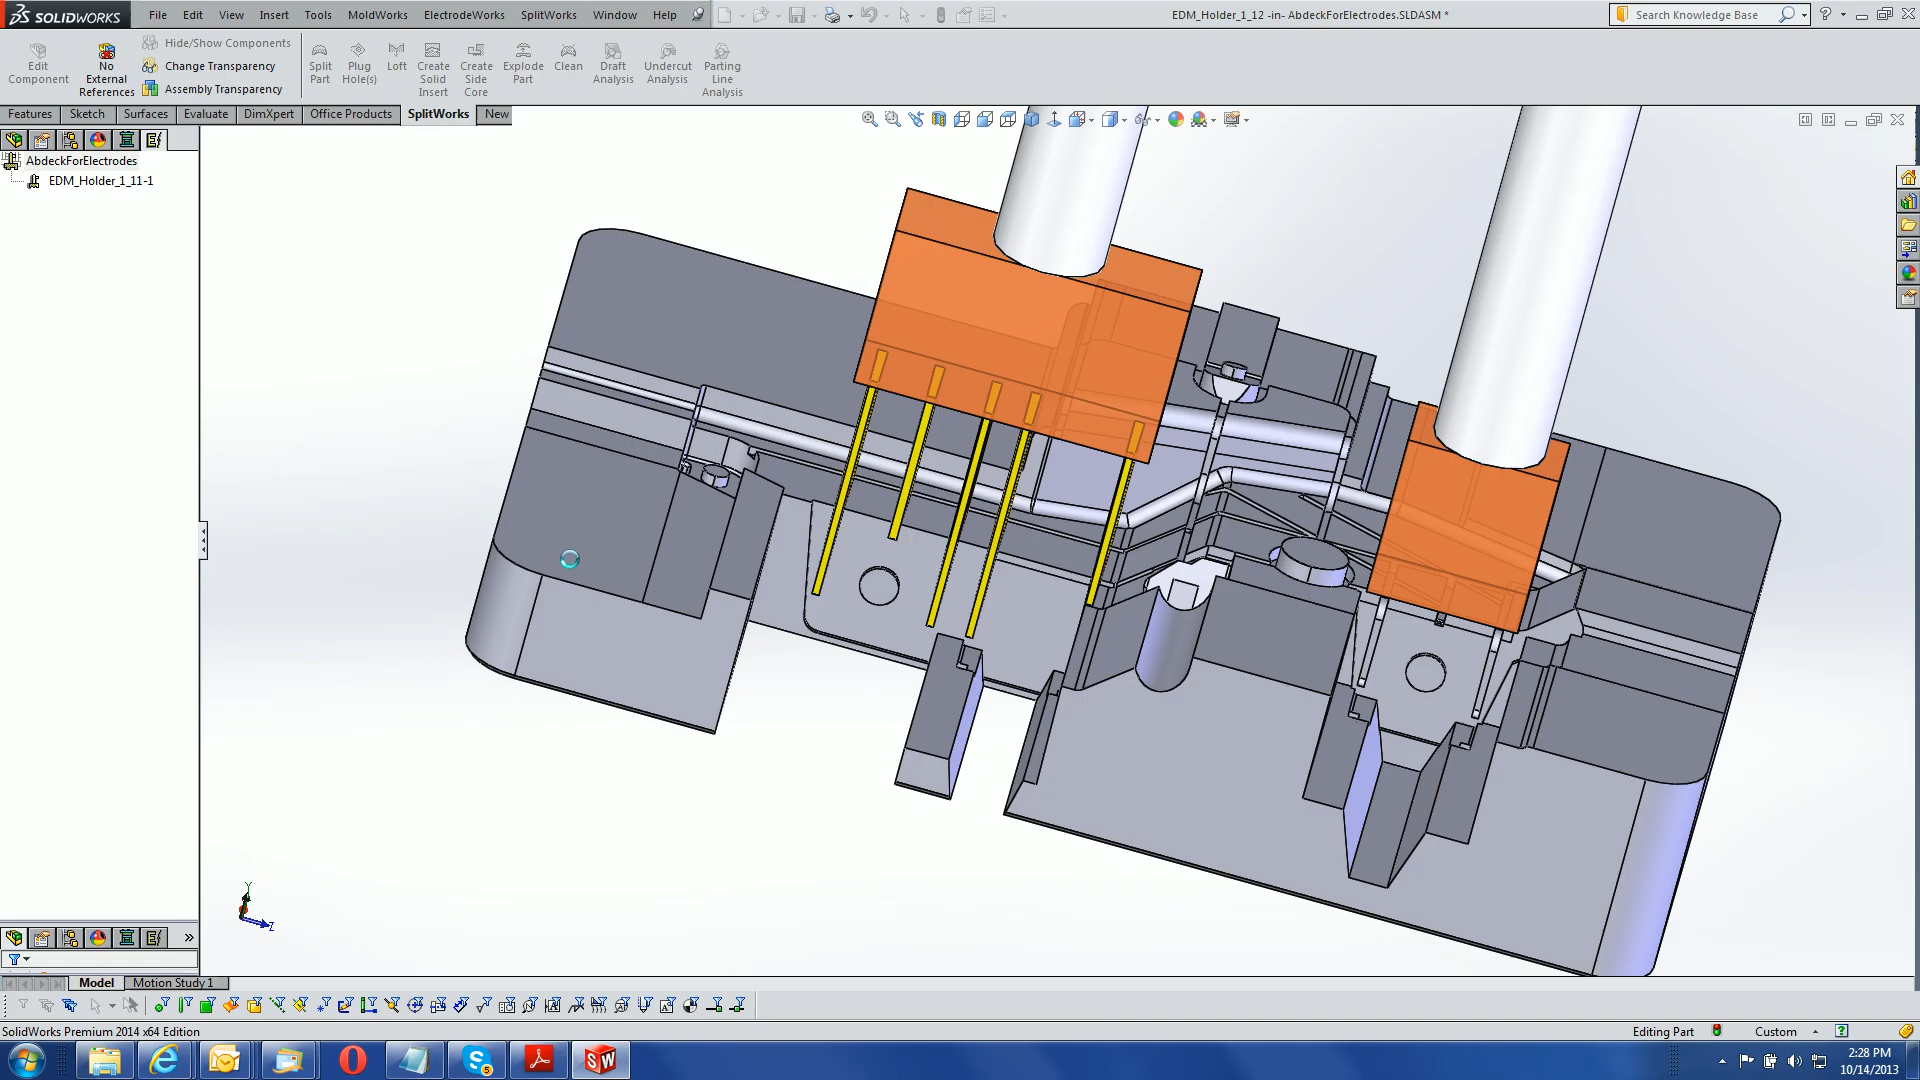 SOLIDWORKS File Edit View Insert Tools MoldWorks ElectrodeWorks SplitWorks Window Help EDM_Holder_1_12 -in- AbdeckForElectrodes.SLDASM * Search Knowledge Base ?
Edit Component
No External References
Hide/Show Components
Change Transparency
Assembly Transparency
Split Part
Plug Hole(s)
Loft
Create Solid Insert
Create Side Core
Explode Part
Clean
Draft Analysis
Undercut Analysis
Parting Line Analysis
Features Sketch Surfaces Evaluate DimXpert Office Products SplitWorks New
AbdeckForElectrodes
EDM_Holder_1_11-1
Y
Z
»
Model Motion Study 1
SolidWorks Premium 2014 x64 Edition Editing Part Custom ?
S 5 SW
2:28 PM
10/14/2013